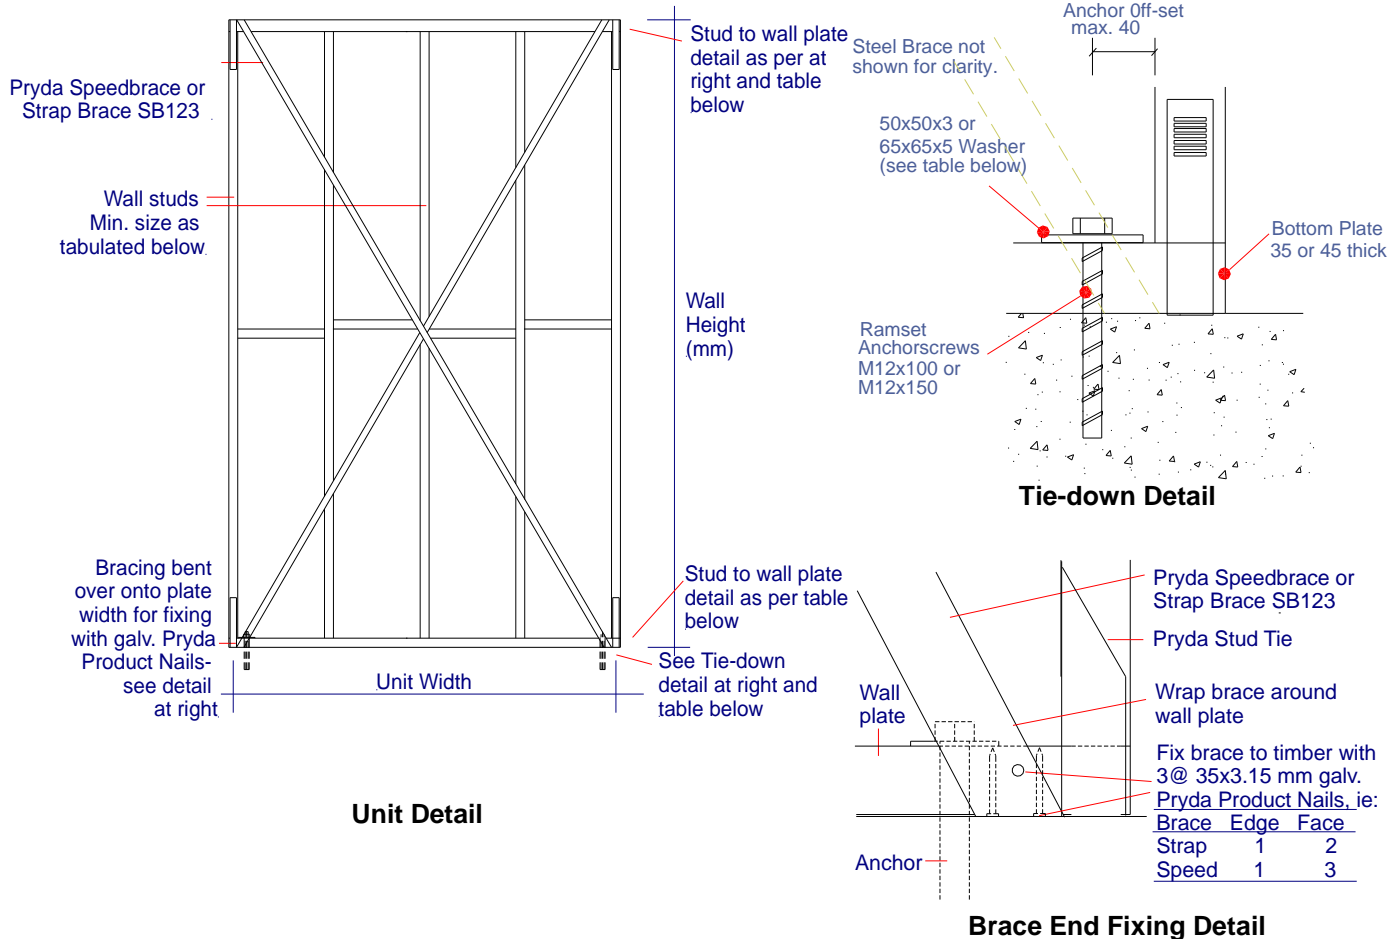 Pryda Speedbrace or
Strap Brace SB123
Wall studs
Min. size as
tabulated below
Bracing bent
over onto plate
width for fixing
with galv. Pryda
Product Nails-
see detail
at right
Unit Width
Stud to wall plate
detail as per at
right and table
below
Wall
Height
(mm)
Stud to wall plate
detail as per table
below
See Tie-down
detail at right and
table below
Unit Detail
Anchor 0ff-set
max. 40
Steel Brace not
shown for clarity.
50x50x3 or
65x65x5 Washer
(see table below)
Bottom Plate
35 or 45 thick
Ramset
Anchorscrews
M12x100 or
M12x150
Tie-down Detail
Pryda Speedbrace or
Strap Brace SB123
Pryda Stud Tie
Wall
plate
Wrap brace around
wall plate
Fix brace to timber with
3@ 35x3.15 mm galv.
Pryda Product Nails, ie:
Brace Edge Face
Strap 1 2
Speed 1 3
Anchor
Brace End Fixing Detail